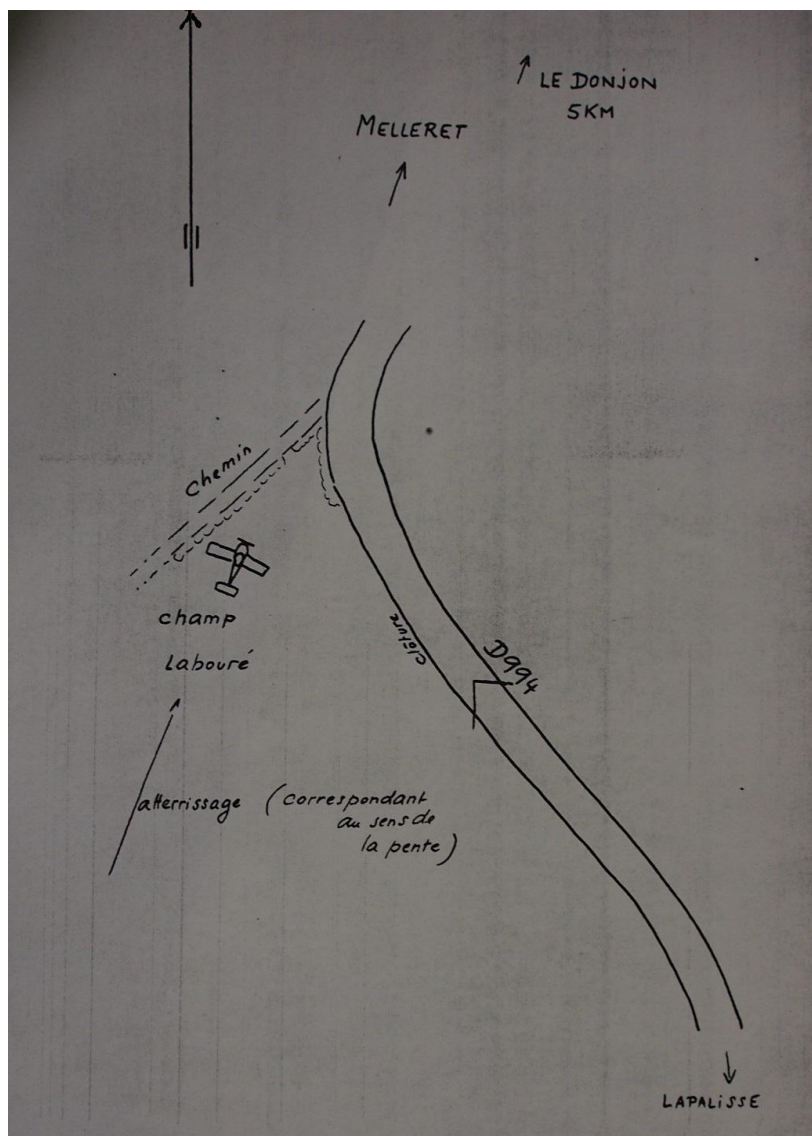 LE DONJON
5KM
MELLERET
chemin
champ
Labouré
clôture
D994
atterrissage (correspondant
au sens de
la pente)
LAPALISSE